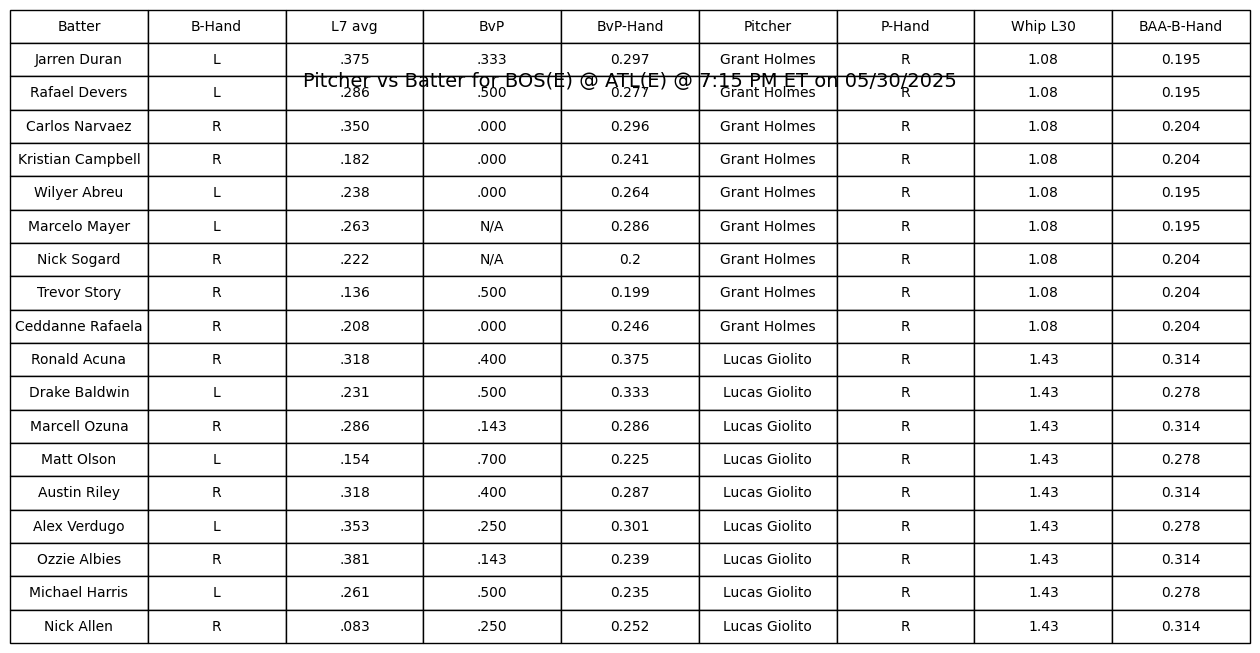 Batter B-Hand L7 avg BvP BvP-Hand Pitcher P-Hand Whip L30 BAA-B-Hand
Jarren Duran L .375 .333 0.297 Grant Holmes R 1.08 0.195
Pitcher vs Batter for BOS(E) @ ATL(E) @ 7:15 PM ET on 05/30/2025
Rafael Devers L .286 .500 0.277 Grant Holmes R 1.08 0.195
Carlos Narvaez R .350 .000 0.296 Grant Holmes R 1.08 0.204
Kristian Campbell R .182 .000 0.241 Grant Holmes R 1.08 0.204
Wilyer Abreu L .238 .000 0.264 Grant Holmes R 1.08 0.195
Marcelo Mayer L .263 N/A 0.286 Grant Holmes R 1.08 0.195
Nick Sogard R .222 N/A 0.2 Grant Holmes R 1.08 0.204
Trevor Story R .136 .500 0.199 Grant Holmes R 1.08 0.204
Ceddanne Rafaela R .208 .000 0.246 Grant Holmes R 1.08 0.204
Ronald Acuna R .318 .400 0.375 Lucas Giolito R 1.43 0.314
Drake Baldwin L .231 .500 0.333 Lucas Giolito R 1.43 0.278
Marcell Ozuna R .286 .143 0.286 Lucas Giolito R 1.43 0.314
Matt Olson L .154 .700 0.225 Lucas Giolito R 1.43 0.278
Austin Riley R .318 .400 0.287 Lucas Giolito R 1.43 0.314
Alex Verdugo L .353 .250 0.301 Lucas Giolito R 1.43 0.278
Ozzie Albies R .381 .143 0.239 Lucas Giolito R 1.43 0.314
Michael Harris L .261 .500 0.235 Lucas Giolito R 1.43 0.278
Nick Allen R .083 .250 0.252 Lucas Giolito R 1.43 0.314